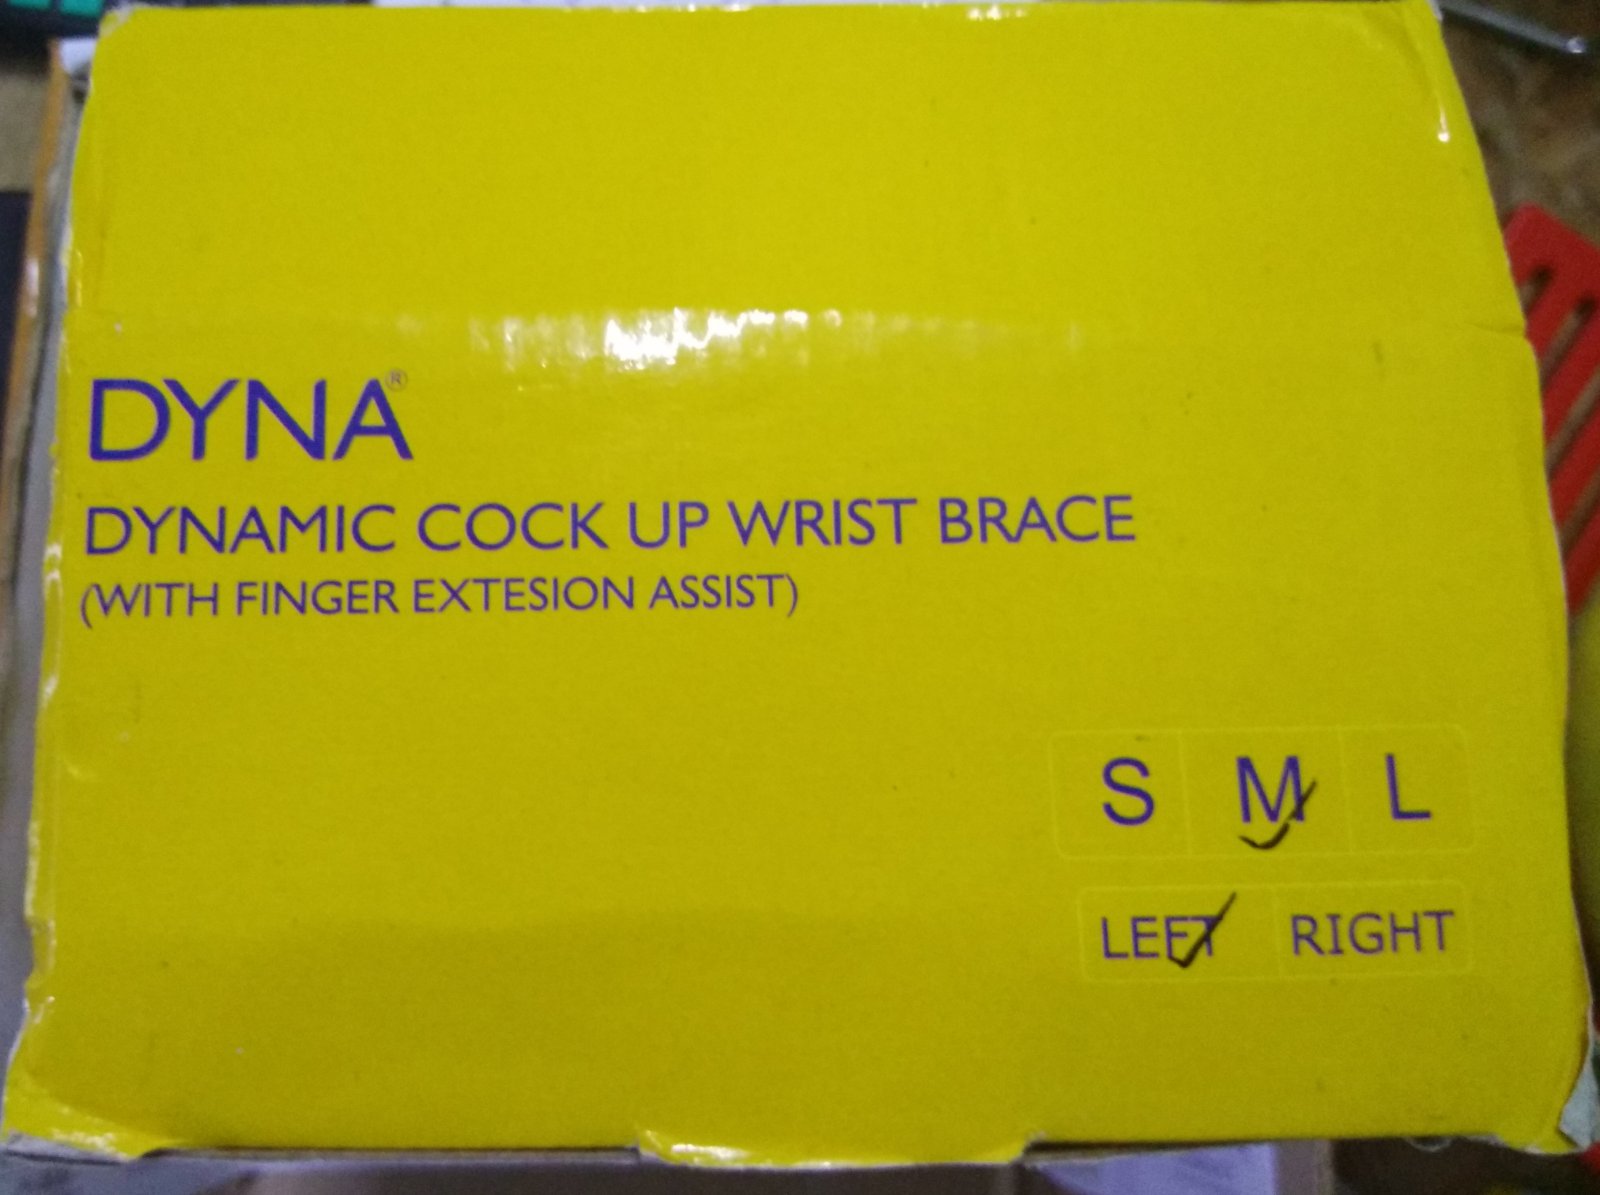 DYNA®
DYNAMIC COCK UP WRIST BRACE
(WITH FINGER EXTESION ASSIST)
S M L
LEFT RIGHT